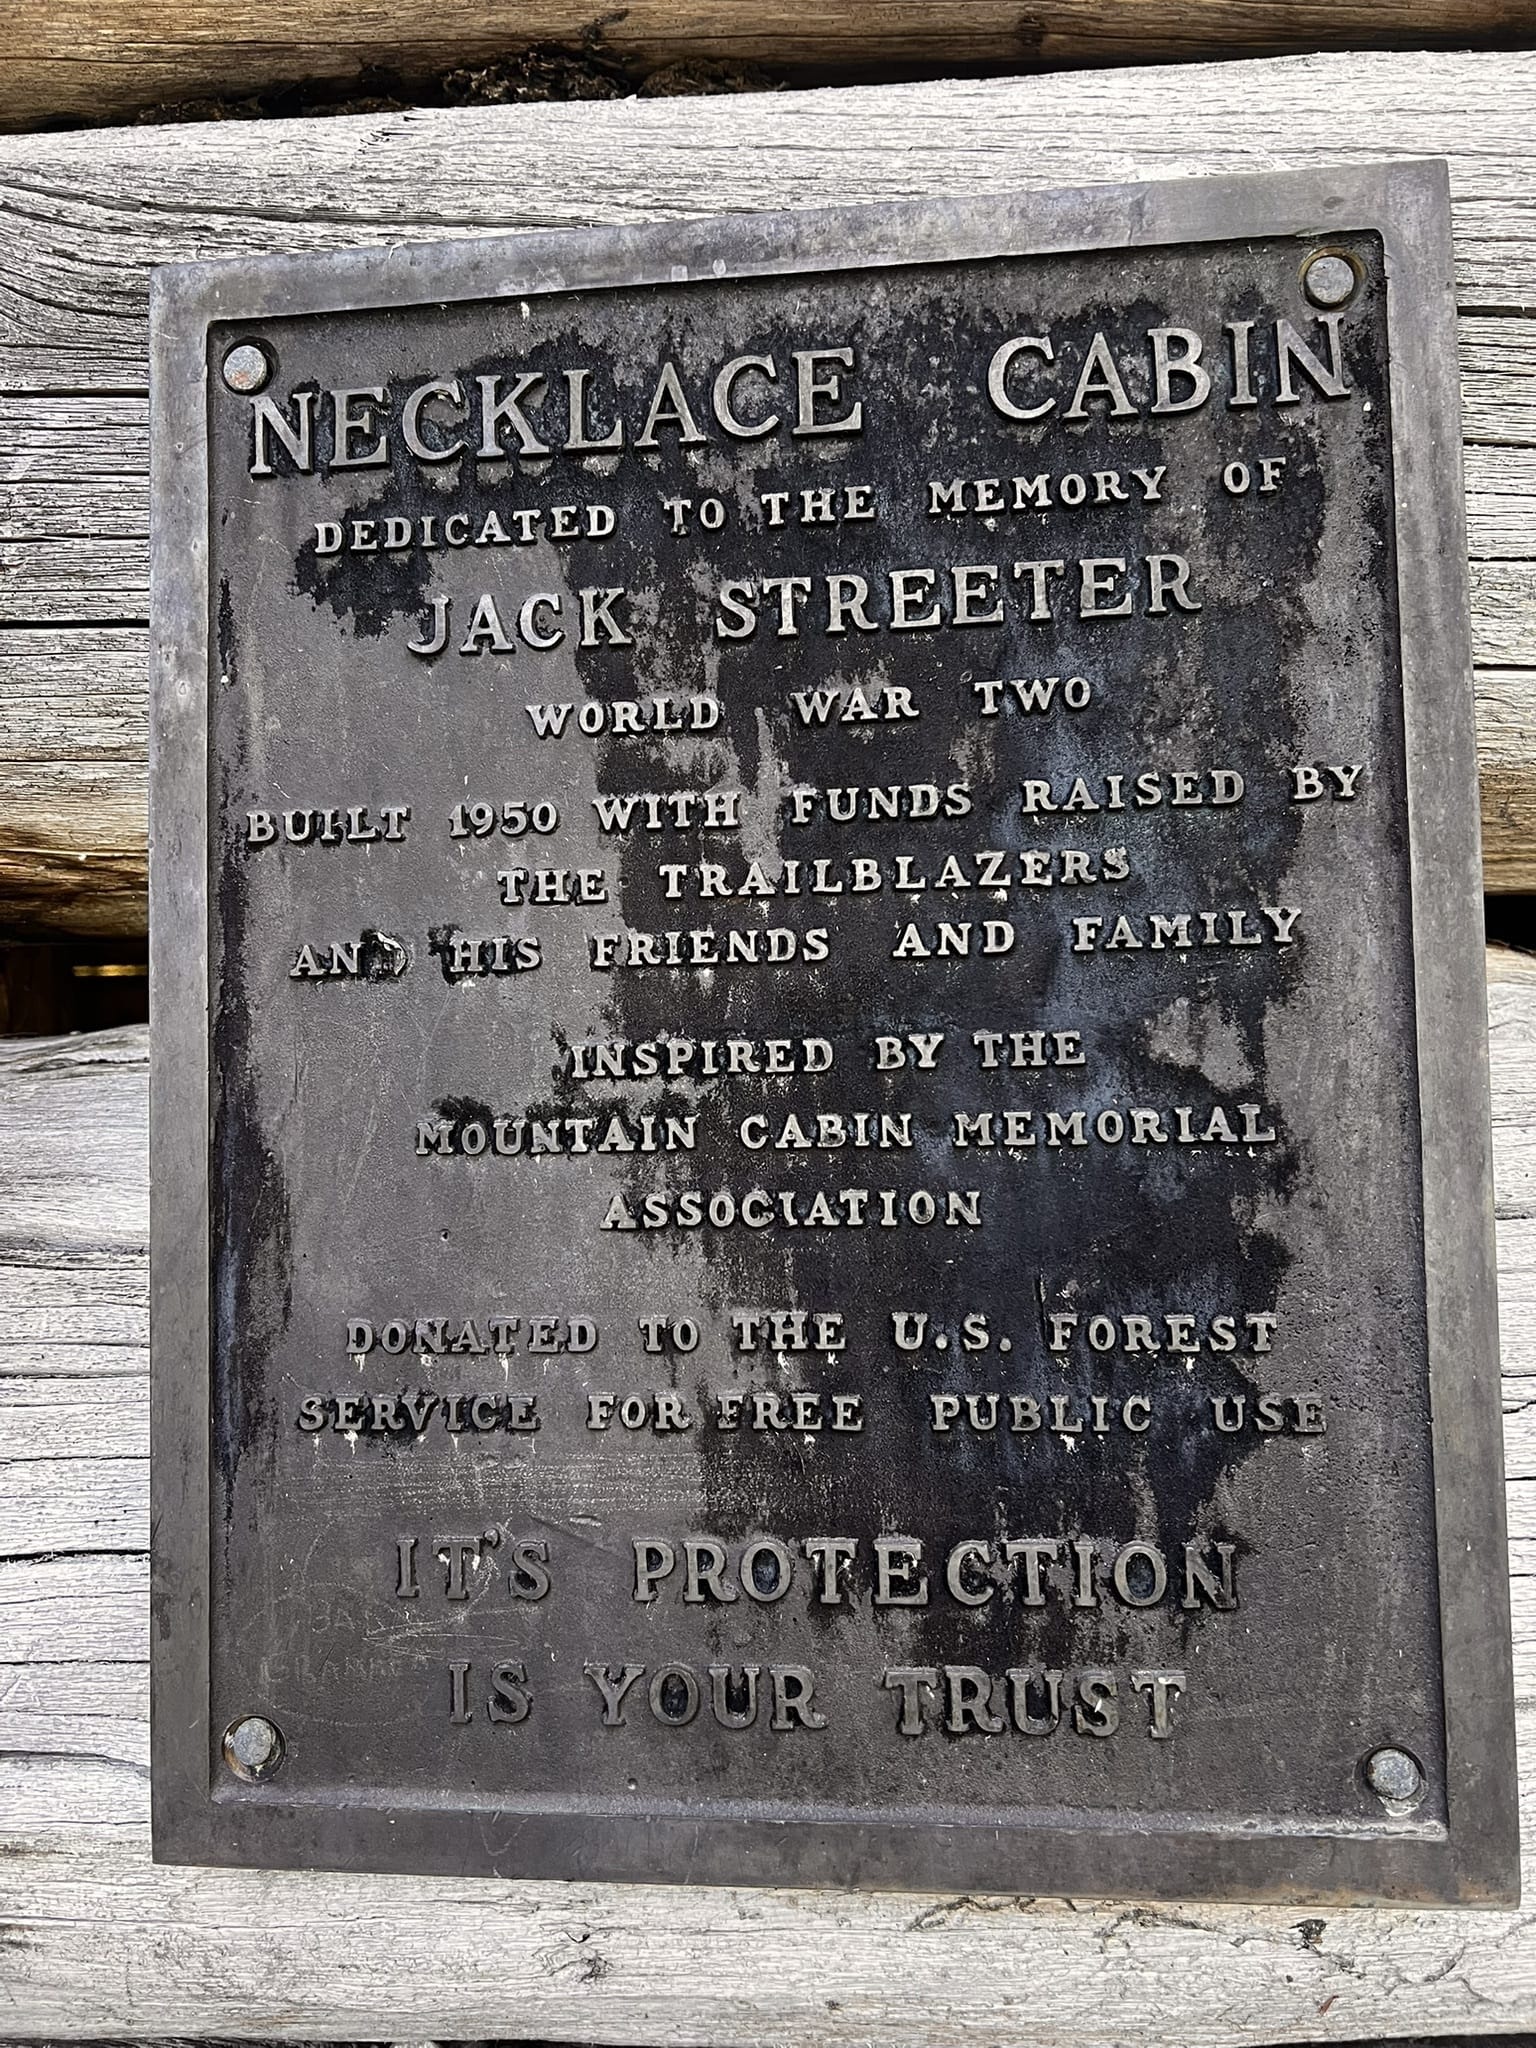 NECKLACE CABIN
DEDICATED TO THE MEMORY OF
JACK STREETER
WORLD WAR TWO
BUILT 1950 WITH FUNDS RAISED BY
THE TRAILBLAZERS
AND HIS FRIENDS AND FAMILY
INSPIRED BY THE
MOUNTAIN CABIN MEMORIAL
ASSOCIATION
DONATED TO THE U.S. FOREST
SERVICE FOR FREE PUBLIC USE
IT'S PROTECTION
IS YOUR TRUST